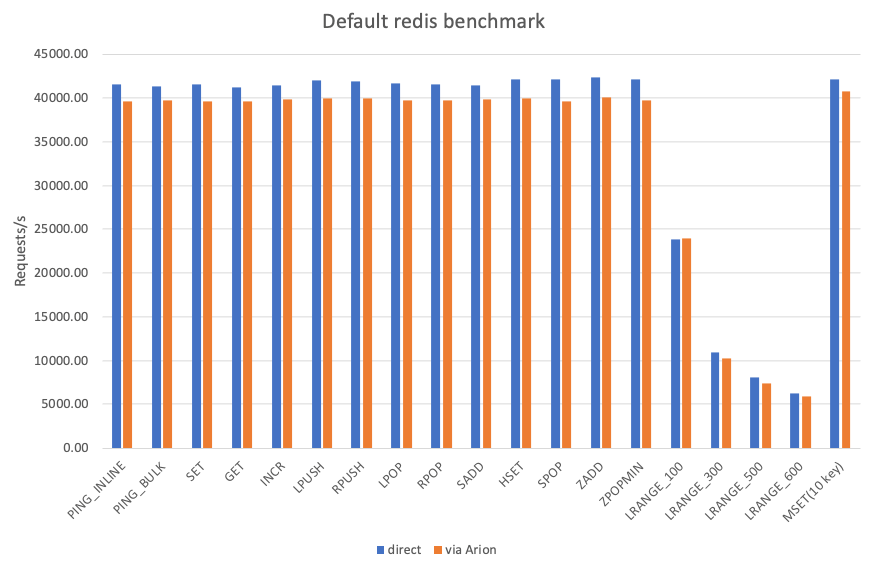 Default redis benchmark
45000.00
40000.00
35000.00
30000.00
25000.00
20000.00
15000.00
10000.00
5000.00
0.00
Requests/s
PING_INLINE
PING_BULK
SET
GET
INCR
LPUSH
RPUSH
LPOP
RPOP
SADD
HSET
SPOP
ZADD
ZPOPMIN
LRANGE_100
LRANGE_300
LRANGE_500
LRANGE_600
MSET(10 key)
direct
via Arion